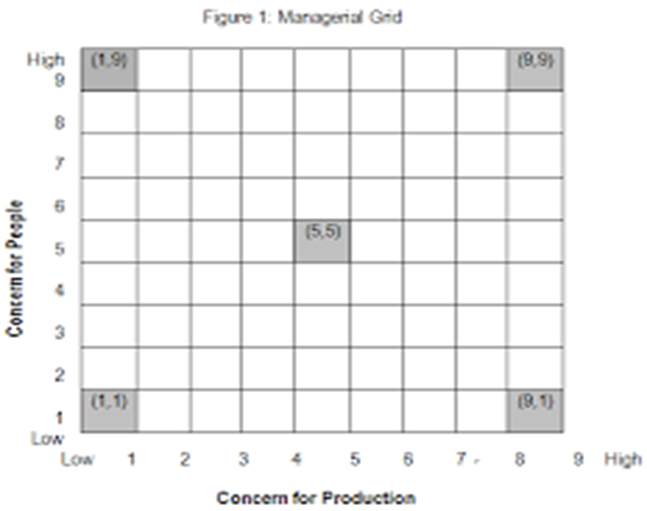 Figure 1: Managerial Grid
High
9
(1,9)
(9,9)
8
7
6
5
(5,5)
4
3
2
1
(1,1)
(9,1)
Low
Concern for People
Low 1 2 3 4 5 6 7 8 9 High
Concern for Production